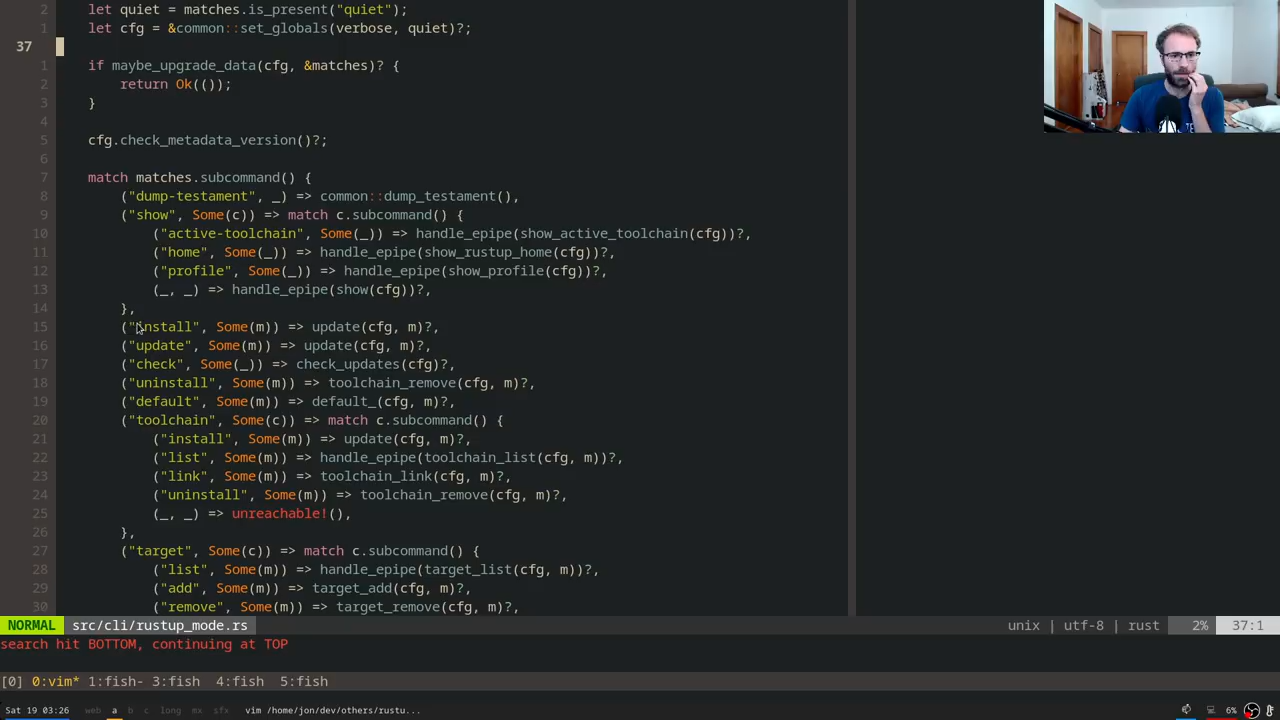 2 let quiet = matches.is_present("quiet");
1 let cfg = &common::set_globals(verbose, quiet)?;
37
1 if maybe_upgrade_data(cfg, &matches)? {
2 return Ok(());
3 }
4
5 cfg.check_metadata_version()?;
6
7 match matches.subcommand() {
8 ("dump-testament", _) => common::dump_testament(),
9 ("show", Some(c)) => match c.subcommand() {
10 ("active-toolchain", Some(_)) => handle_epipe(show_active_toolchain(cfg))?,
11 ("home", Some(_)) => handle_epipe(show_rustup_home(cfg))?,
12 ("profile", Some(_)) => handle_epipe(show_profile(cfg))?,
13 (_, _) => handle_epipe(show(cfg))?,
14 },
15 ("install", Some(m)) => update(cfg, m)?,
16 ("update", Some(m)) => update(cfg, m)?,
17 ("check", Some(_)) => check_updates(cfg)?,
18 ("uninstall", Some(m)) => toolchain_remove(cfg, m)?,
19 ("default", Some(m)) => default_(cfg, m)?,
20 ("toolchain", Some(c)) => match c.subcommand() {
21 ("install", Some(m)) => update(cfg, m)?,
22 ("list", Some(m)) => handle_epipe(toolchain_list(cfg, m))?,
23 ("link", Some(m)) => toolchain_link(cfg, m)?,
24 ("uninstall", Some(m)) => toolchain_remove(cfg, m)?,
25 (_, _) => unreachable!(),
26 },
27 ("target", Some(c)) => match c.subcommand() {
28 ("list", Some(m)) => handle_epipe(target_list(cfg, m))?,
29 ("add", Some(m)) => target_add(cfg, m)?,
30 ("remove", Some(m)) => target_remove(cfg, m)?,
NORMAL src/cli/rustup_mode.rs unix | utf-8 | rust 2% 37:1
search hit BOTTOM, continuing at TOP
[0] 0:vim* 1:fish- 3:fish 4:fish 5:fish
Sat 19 03:26 web a b c long mx sfx vim /home/jon/dev/others/rustu... 6%